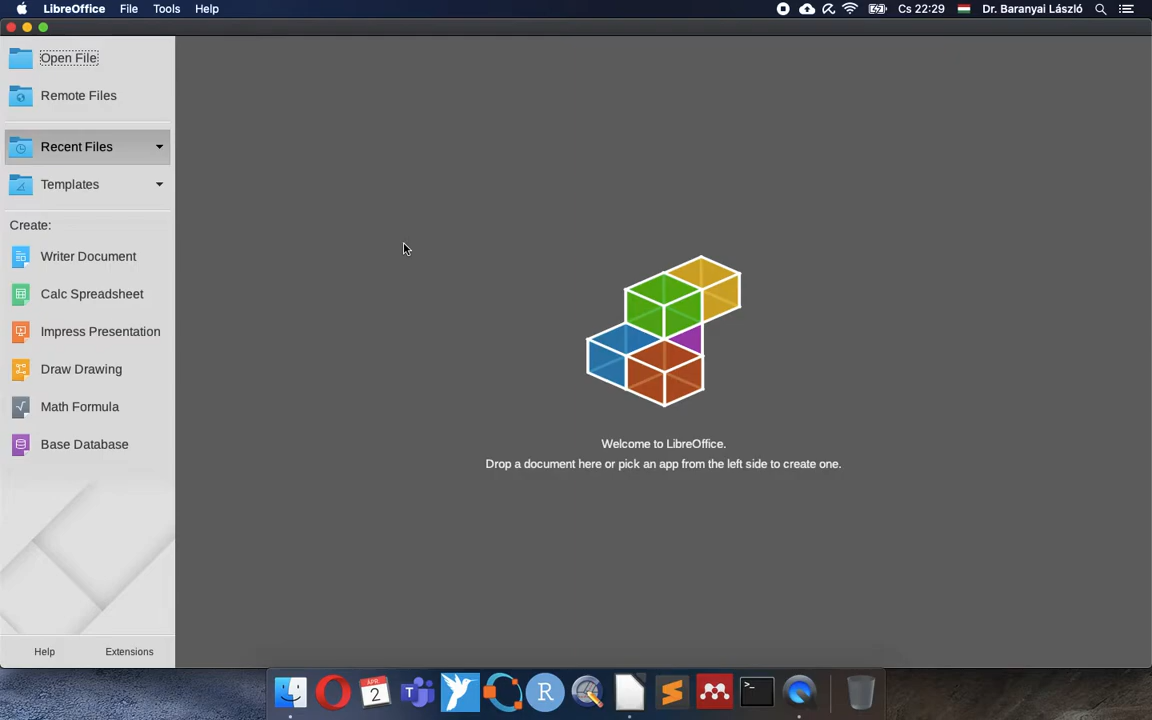 LibreOffice File Tools Help Cs 22:29 Dr. Baranyai László
Open File
Remote Files
Recent Files
Templates
Create:
Writer Document
Calc Spreadsheet
Impress Presentation
Draw Drawing
Math Formula
Base Database
Welcome to LibreOffice.
Drop a document here or pick an app from the left side to create one.
Help Extensions
APR
2
T
R
>_